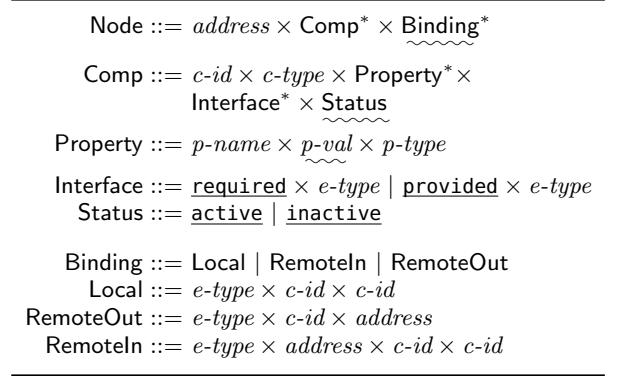 Node ::= address × Comp* × Binding*
Comp ::= c-id × c-type × Property* ×
Interface* × Status
Property ::= p-name × p-val × p-type
Interface ::= required × e-type | provided × e-type
Status ::= active | inactive
Binding ::= Local | RemoteIn | RemoteOut
Local ::= e-type × c-id × c-id
RemoteOut ::= e-type × c-id × address
RemoteIn ::= e-type × address × c-id × c-id